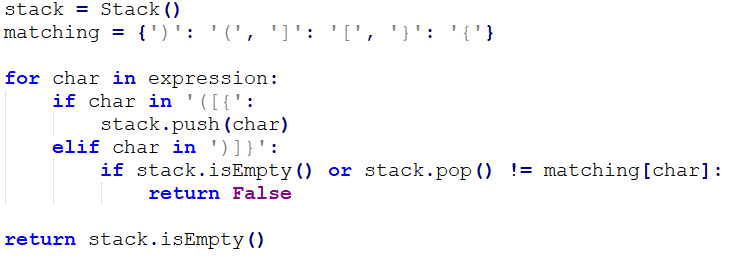 stack = Stack()
matching = {')': '(', ']': '[', '}': '{'}
for char in expression:
    if char in '([{':
        stack.push(char)
    elif char in ')]}':
        if stack.isEmpty() or stack.pop() != matching[char]:
            return False
return stack.isEmpty()